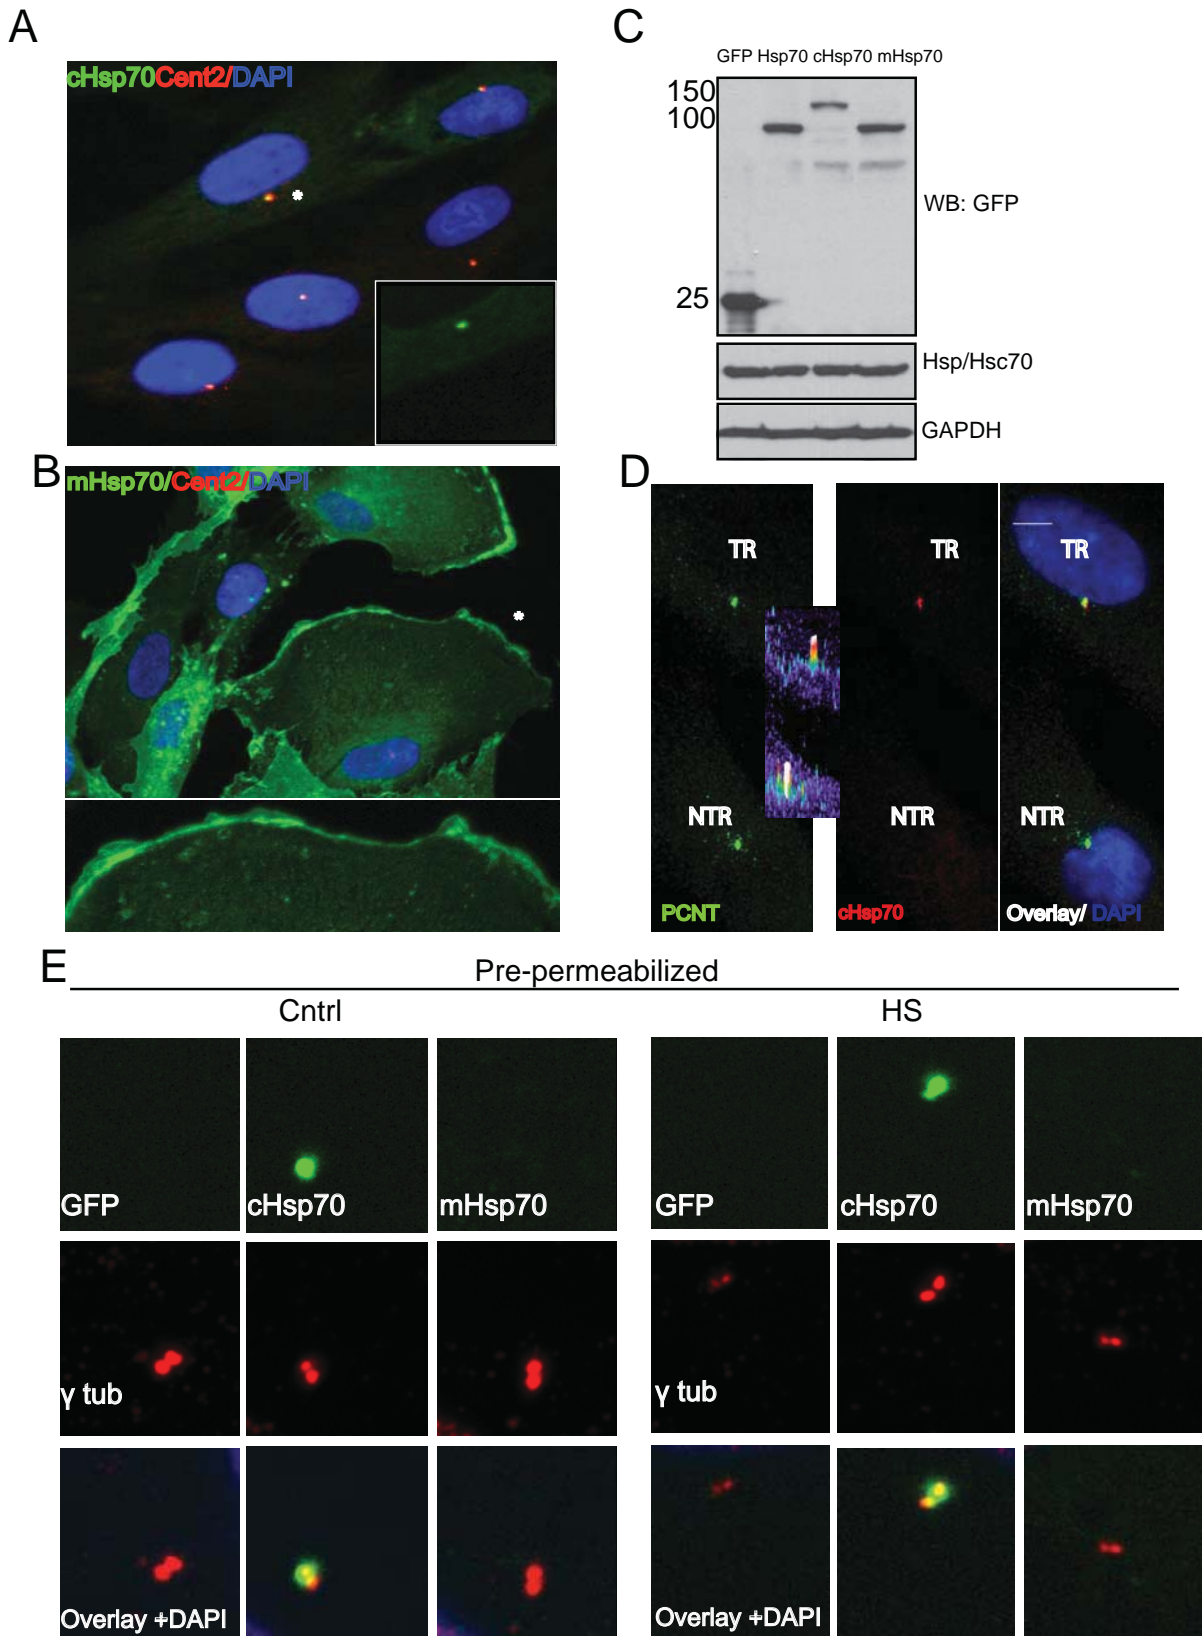 A
cHsp70Cent2/DAPI
*
B
mHsp70/Cent2/DAPI
*
C
GFP Hsp70 cHsp70 mHsp70
150
100
25
WB: GFP
Hsp/Hsc70
GAPDH
D
TR TR TR
NTR NTR NTR
PCNT cHsp70 Overlay/ DAPI
E
Pre-permeabilized
Cntrl HS
GFP cHsp70 mHsp70 GFP cHsp70 mHsp70
γ tub γ tub
Overlay +DAPI Overlay +DAPI